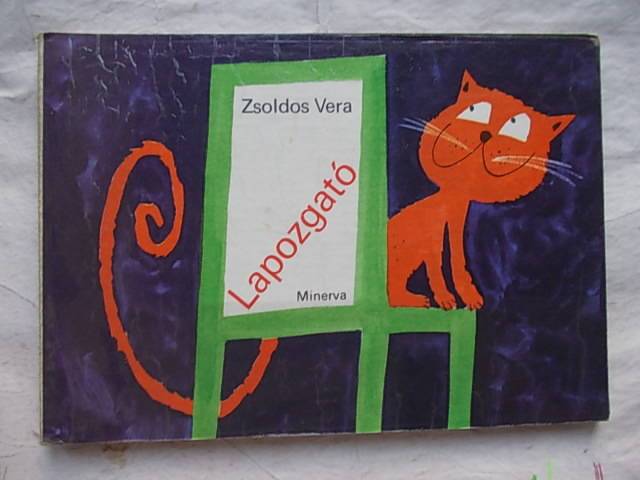 Zsoldos Vera
Lapozgató
Minerva